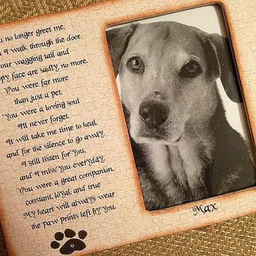 u no longer greet me,
I walk through the door.
our wagging tail and
ppy face are sadly no more.
You were far more
than just a pet.
You were a loving soul
I'll never forget.
It will take me time to heal,
and for the silence to go away.
I still listen for you,
and I miss you everyday.
You were a great companion,
constant, loyal, and true.
My heart will always wear
the paw prints left by you.
Max